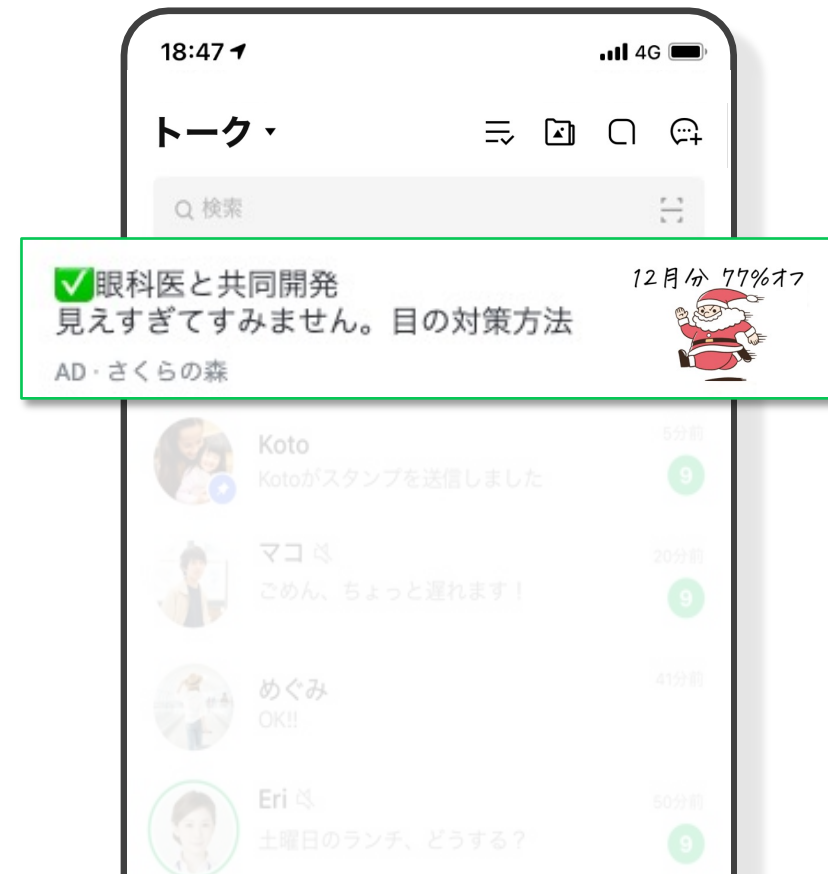 18:47
4G
トーク
検索
✅眼科医と共同開発
見えすぎてすみません。目の対策方法
AD · さくらの森
12月分 77%オフ
Koto
5分前
Kotoがスタンプを送信しました
9
マコ
20分前
ごめん、ちょっと遅れます！
9
めぐみ
41分前
OK!!
Eri
50分前
土曜日のランチ、どうする？
9